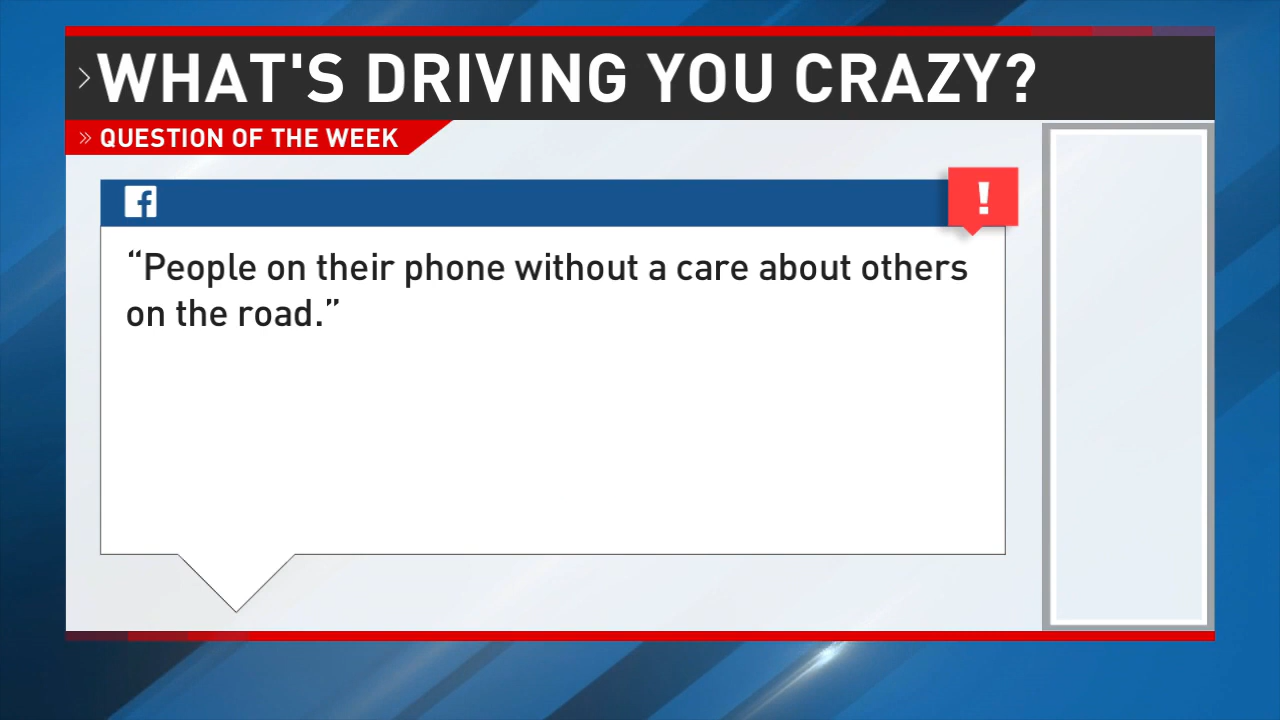 WHAT'S DRIVING YOU CRAZY?
QUESTION OF THE WEEK
f
!
“People on their phone without a care about others
on the road.”